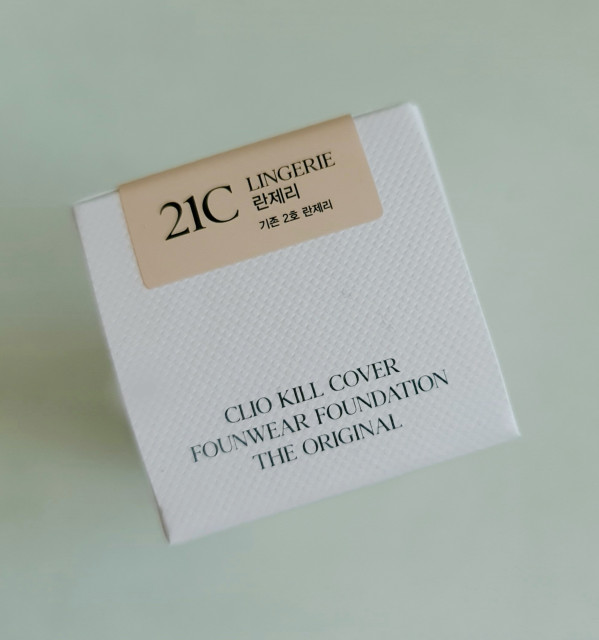 21C LINGERIE
란제리
기존 2호 란제리
CLIO KILL COVER
FOUNWEAR FOUNDATION
THE ORIGINAL